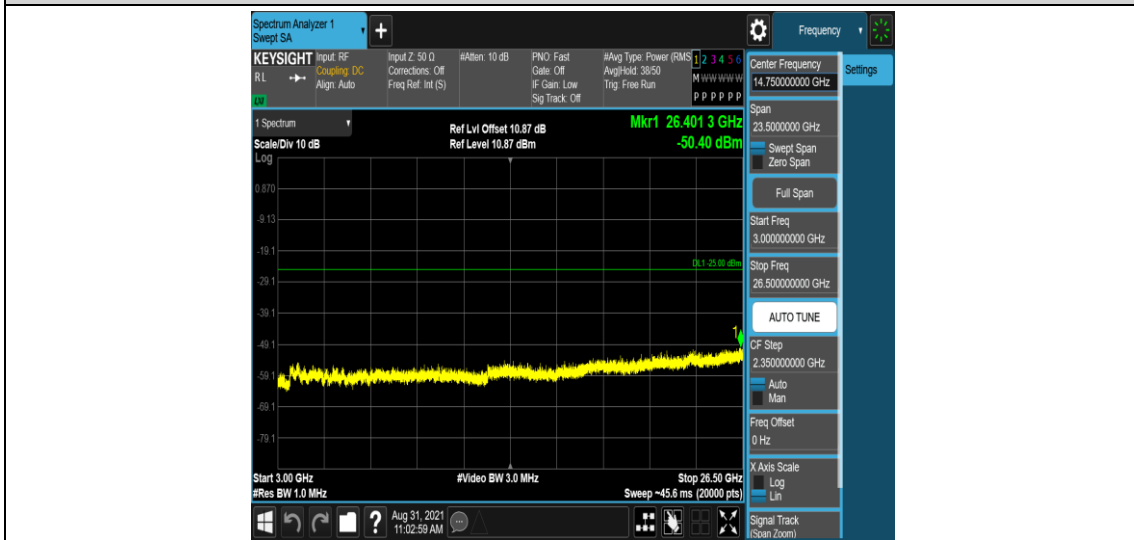 Spectrum Analyzer 1
Swept SA
+
Frequency
KEYSIGHT
RL
LNI
Input: RF
Coupling: DC
Align: Auto
Input Z: 50 Ω
Corrections: Off
Freq Ref: Int (S)
#Atten: 10 dB
PNO: Fast
Gate: Off
IF Gain: Low
Sig Track: Off
#Avg Type: Power (RMS
Avg|Hold: 38/50
Trig: Free Run
1 2 3 4 5 6
M W W W W W
P P P P P P
1 Spectrum
Scale/Div 10 dB
Log
Ref Lvl Offset 10.87 dB
Ref Level 10.87 dBm
Mkr1 26.401 3 GHz
-50.40 dBm
0.870
-9.13
-19.1
DL1 -25.00 dBm
-29.1
-39.1
1
-49.1
-59.1
-69.1
-79.1
Start 3.00 GHz
#Res BW 1.0 MHz
#Video BW 3.0 MHz
Stop 26.50 GHz
Sweep ~45.6 ms (20000 pts)
?
Aug 31, 2021
11:02:59 AM
Center Frequency
14.750000000 GHz
Settings
Span
23.5000000 GHz
Swept Span
Zero Span
Full Span
Start Freq
3.000000000 GHz
Stop Freq
26.500000000 GHz
AUTO TUNE
CF Step
2.350000000 GHz
Auto
Man
Freq Offset
0 Hz
X Axis Scale
Log
Lin
Signal Track
(Span Zoom)